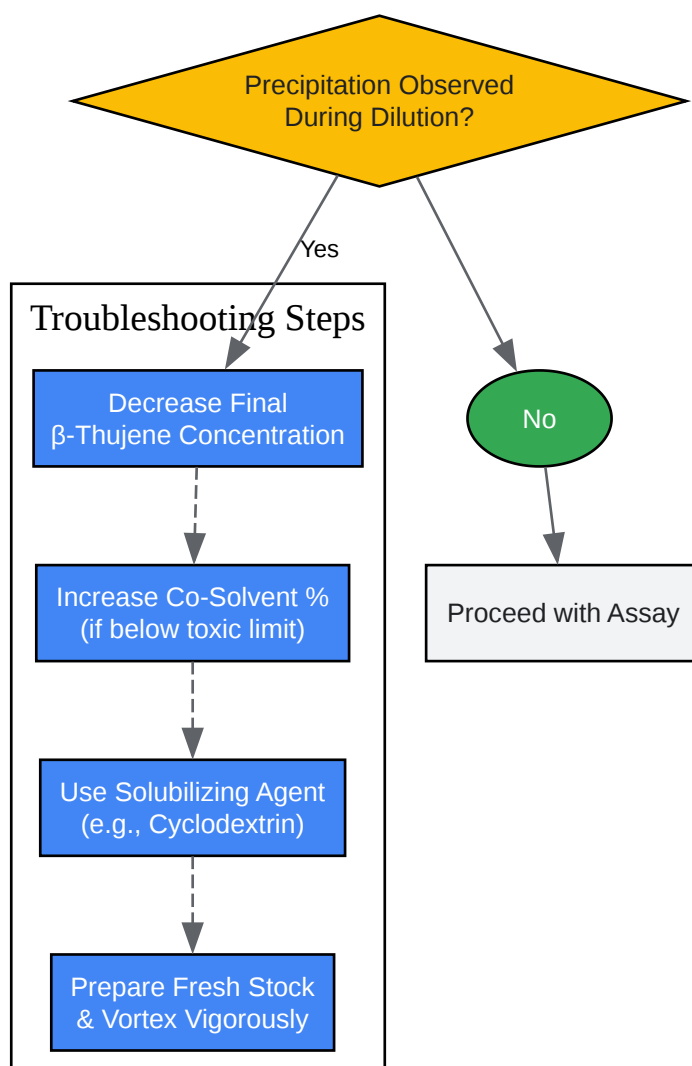 Precipitation Observed
During Dilution?
Yes
Troubleshooting Steps
Decrease Final
β-Thujene Concentration
No
Increase Co-Solvent %
(if below toxic limit)
Proceed with Assay
Use Solubilizing Agent
(e.g., Cyclodextrin)
Prepare Fresh Stock
& Vortex Vigorously